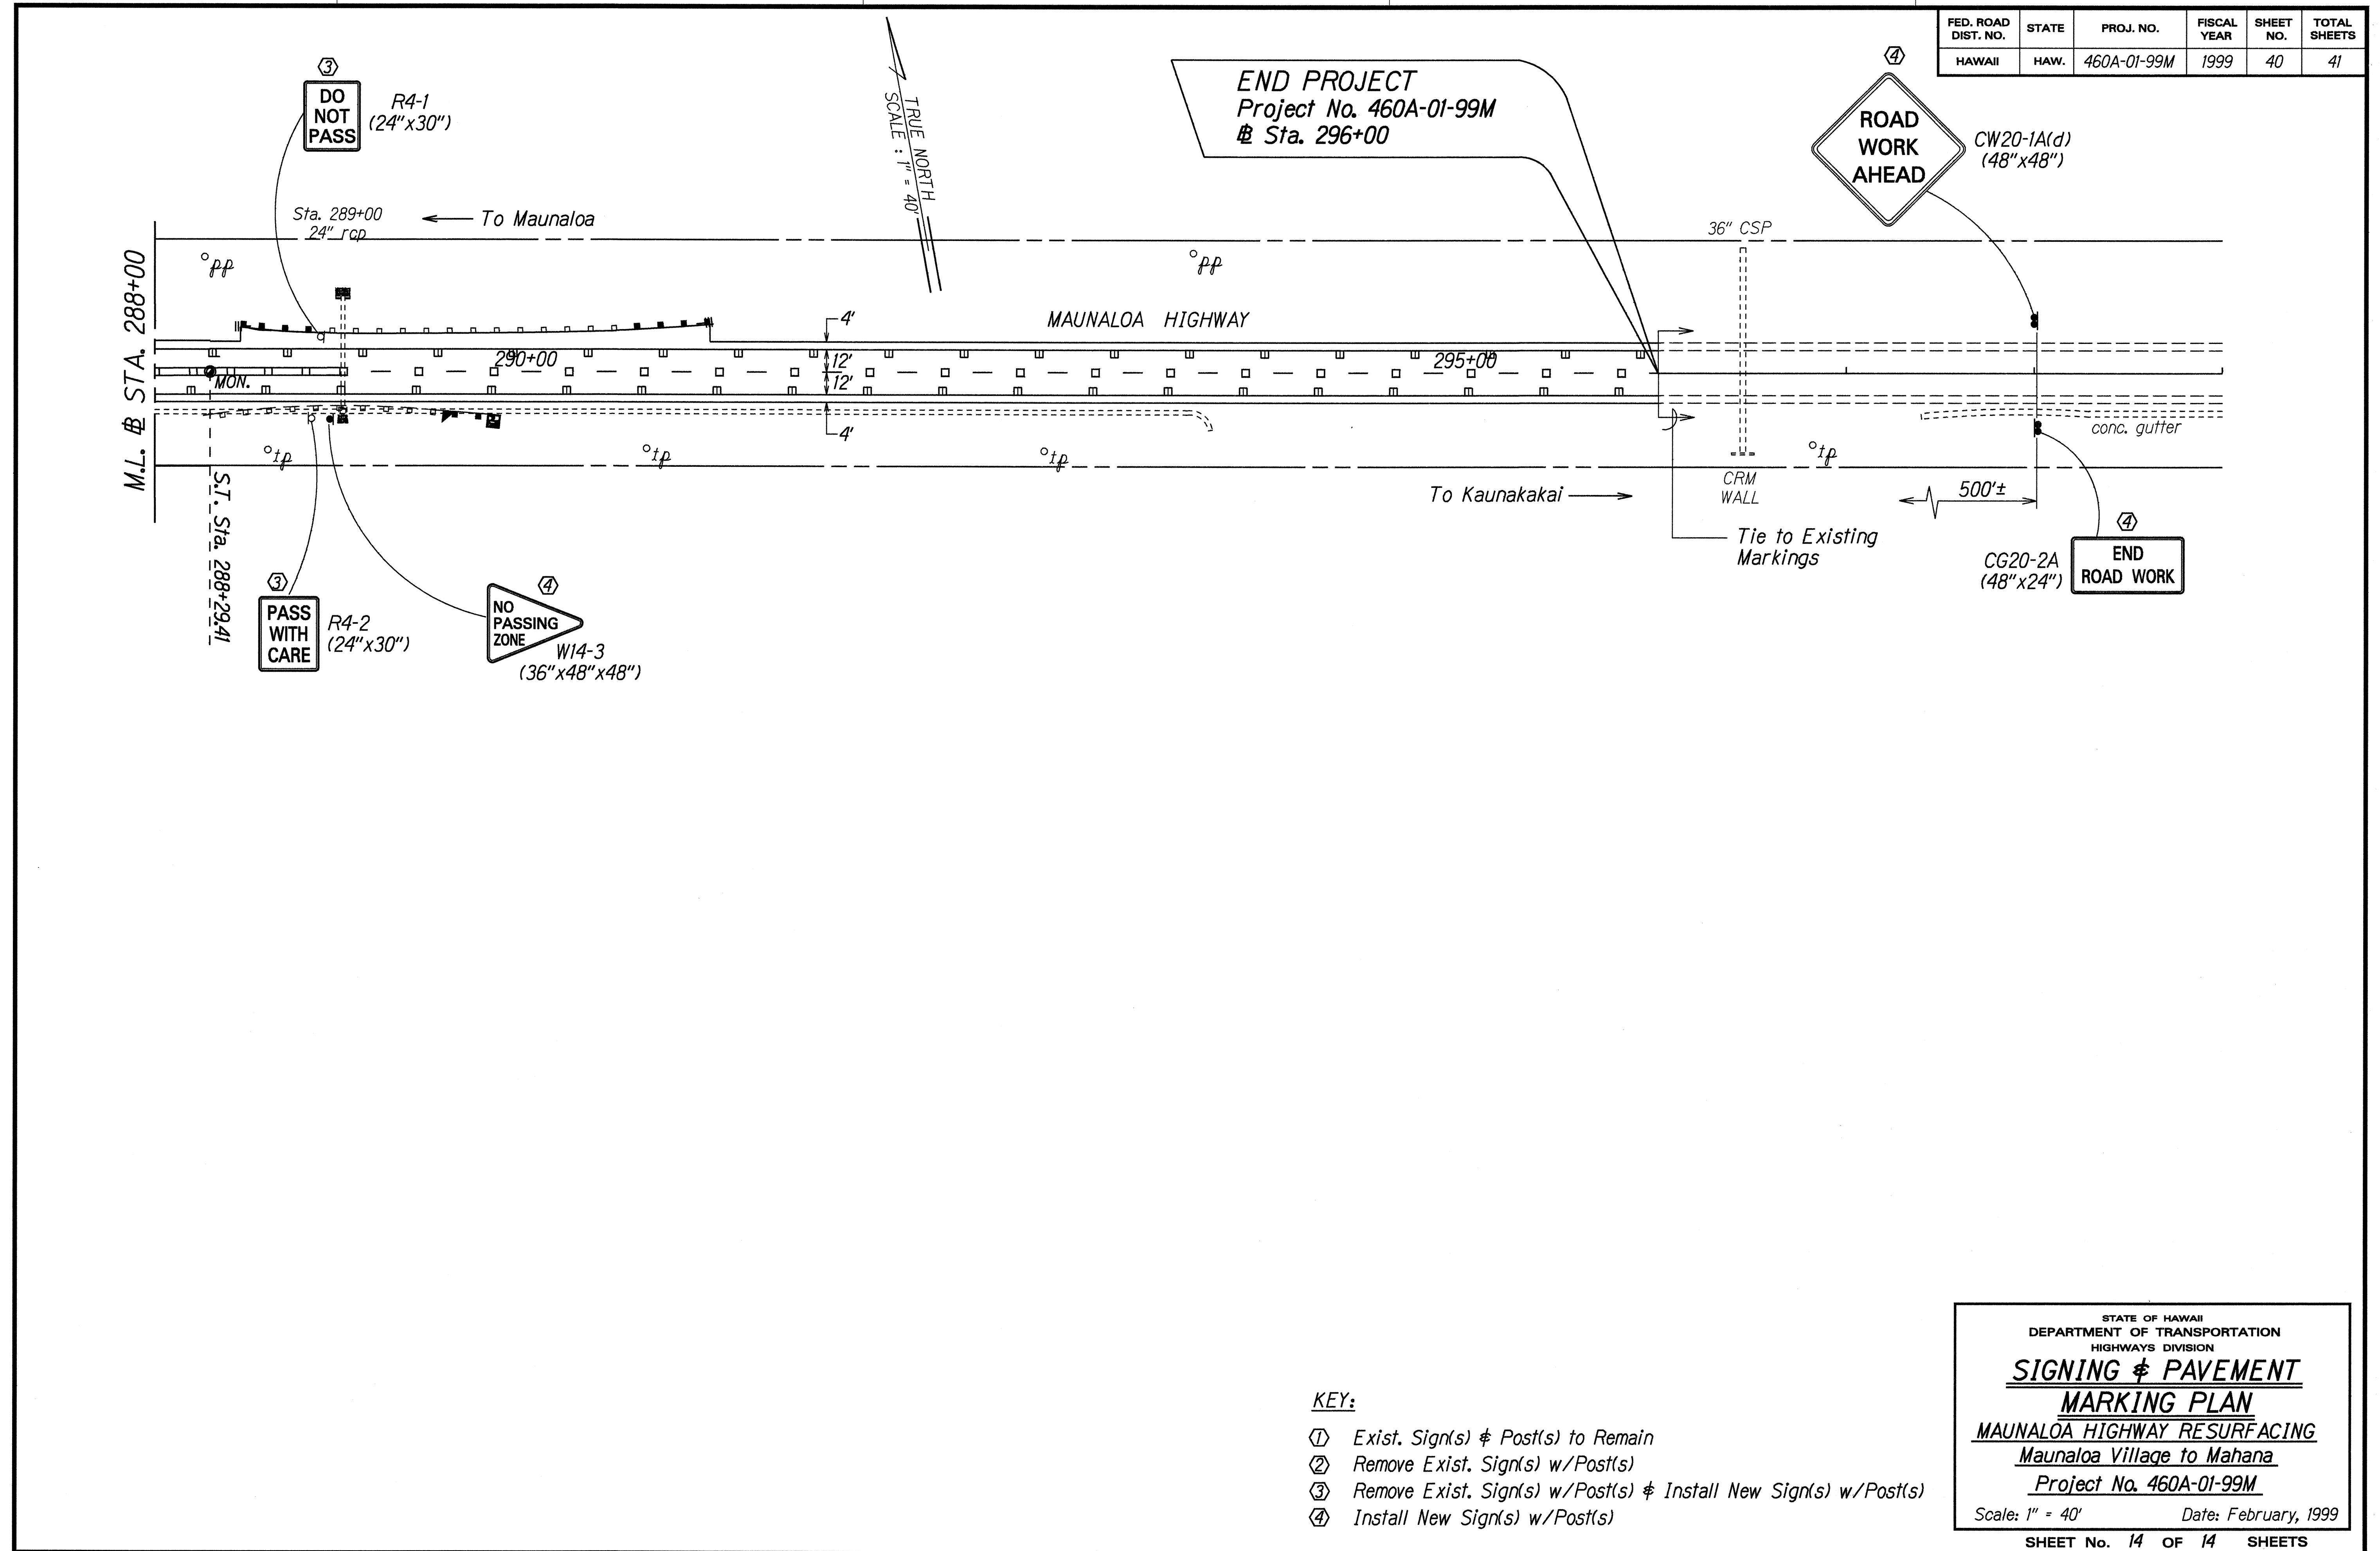 FED. ROAD DIST. NO. STATE PROJ. NO. FISCAL YEAR SHEET NO. TOTAL SHEETS
HAWAII HAW. 460A-01-99M 1999 40 41
3
DO
NOT
PASS
R4-1
(24"x30")
TRUE NORTH
SCALE : 1" = 40'
END PROJECT
Project No. 460A-01-99M
℄ Sta. 296+00
4
ROAD
WORK
AHEAD
CW20-1A(d)
(48"x48")
Sta. 289+00
24" rcp
To Maunaloa
36" CSP
pp
pp
M.L. ℄ STA. 288+00
4'
MAUNALOA HIGHWAY
290+00
12'
295+00
MON.
12'
4'
conc. gutter
tp
tp
tp
tp
S.T. Sta. 288+29.41
To Kaunakakai
CRM
WALL
500'±
Tie to Existing
Markings
4
CG20-2A
(48"x24")
END
ROAD WORK
3
PASS
WITH
CARE
R4-2
(24"x30")
4
NO
PASSING
ZONE
W14-3
(36"x48"x48")
KEY:
1 Exist. Sign(s) & Post(s) to Remain
2 Remove Exist. Sign(s) w/Post(s)
3 Remove Exist. Sign(s) w/Post(s) & Install New Sign(s) w/Post(s)
4 Install New Sign(s) w/Post(s)
STATE OF HAWAII
DEPARTMENT OF TRANSPORTATION
HIGHWAYS DIVISION
SIGNING & PAVEMENT
MARKING PLAN
MAUNALOA HIGHWAY RESURFACING
Maunaloa Village to Mahana
Project No. 460A-01-99M
Scale: 1" = 40' Date: February, 1999
SHEET No. 14 OF 14 SHEETS